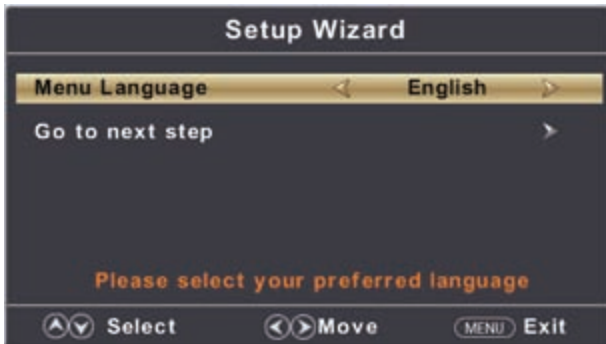 Setup Wizard
Menu Language English
Go to next step
Please select your preferred language
Select Move MENU Exit